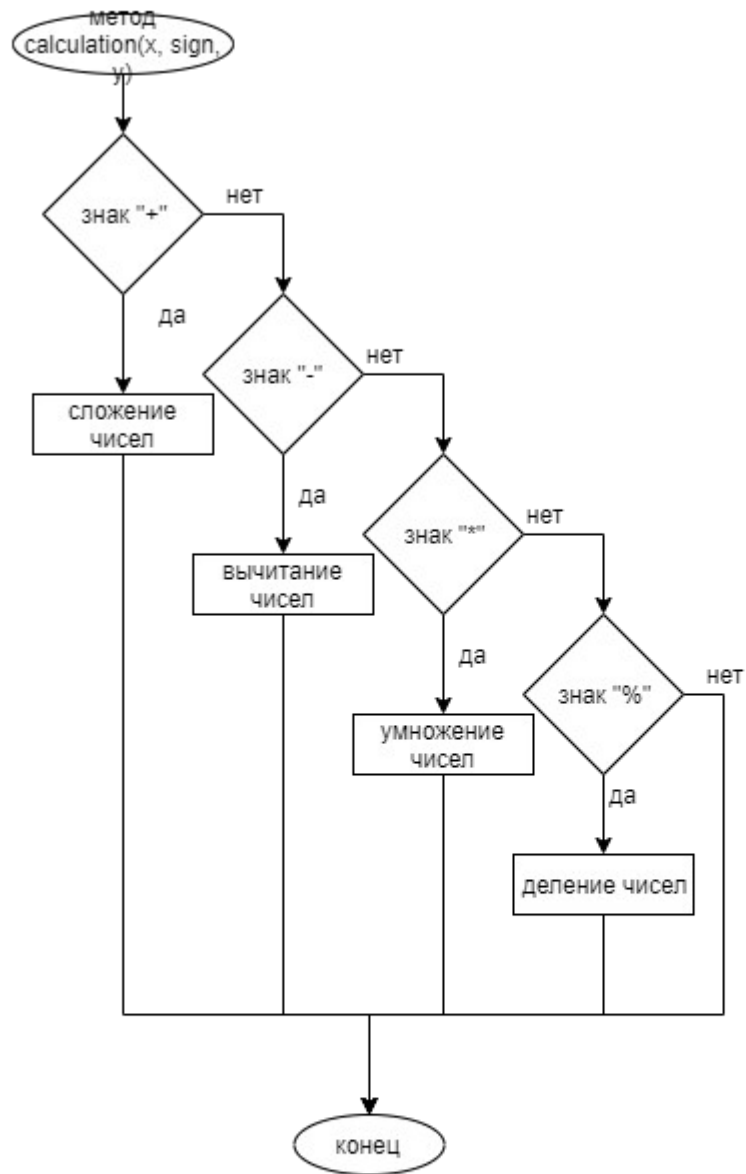 метод
calculation(x, sign,
y)
знак "+"
нет
да
сложение
чисел
знак "-"
нет
да
вычитание
чисел
знак "*"
нет
да
умножение
чисел
знак "%"
нет
да
деление чисел
конец